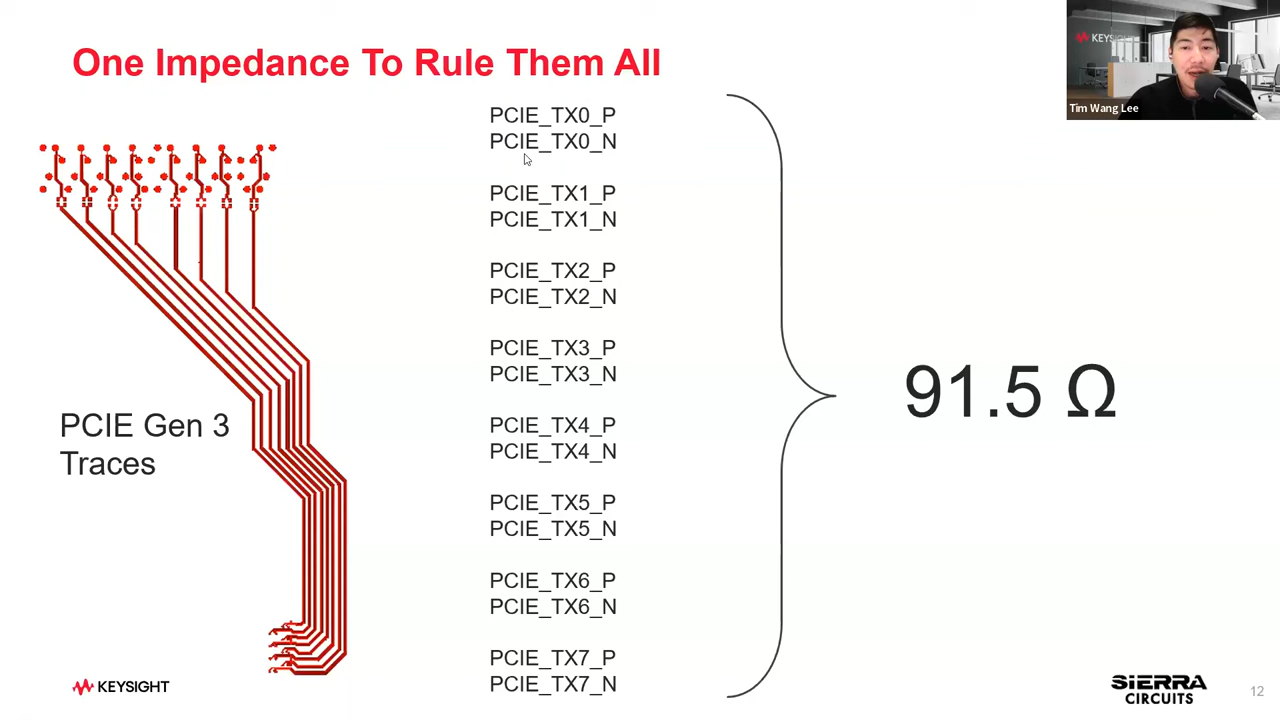 One Impedance To Rule Them All
KEYSIGHT
Tim Wang Lee
PCIE Gen 3
Traces
PCIE_TX0_P
PCIE_TX0_N
PCIE_TX1_P
PCIE_TX1_N
PCIE_TX2_P
PCIE_TX2_N
PCIE_TX3_P
PCIE_TX3_N
PCIE_TX4_P
PCIE_TX4_N
PCIE_TX5_P
PCIE_TX5_N
PCIE_TX6_P
PCIE_TX6_N
PCIE_TX7_P
PCIE_TX7_N
91.5 Ω
KEYSIGHT
SIERRA
CIRCUITS
12